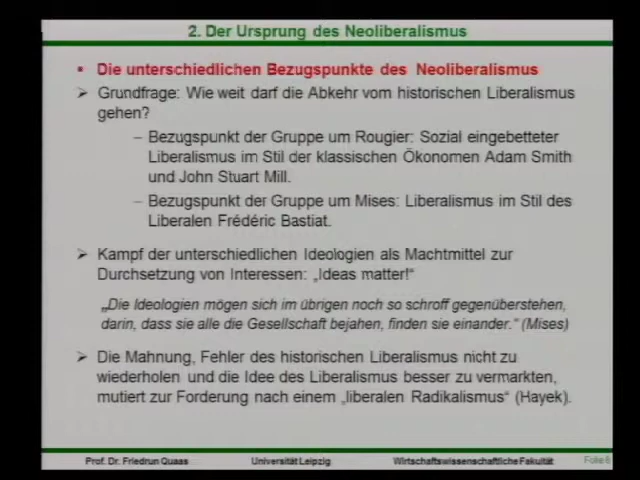 2. Der Ursprung des Neoliberalismus
▪ Die unterschiedlichen Bezugspunkte des Neoliberalismus
➢ Grundfrage: Wie weit darf die Abkehr vom historischen Liberalismus
gehen?
– Bezugspunkt der Gruppe um Rougier: Sozial eingebetteter
Liberalismus im Stil der klassischen Ökonomen Adam Smith
und John Stuart Mill.
– Bezugspunkt der Gruppe um Mises: Liberalismus im Stil des
Liberalen Frédéric Bastiat.
➢ Kampf der unterschiedlichen Ideologien als Machtmittel zur
Durchsetzung von Interessen: „Ideas matter!“
„Die Ideologien mögen sich im übrigen noch so schroff gegenüberstehen,
darin, dass sie alle die Gesellschaft bejahen, finden sie einander.“ (Mises)
➢ Die Mahnung, Fehler des historischen Liberalismus nicht zu
wiederholen und die Idee des Liberalismus besser zu vermarkten,
mutiert zur Forderung nach einem „liberalen Radikalismus“ (Hayek).
Prof. Dr. Friedrun Quaas Universität Leipzig Wirtschaftswissenschaftliche Fakultät Folie 6